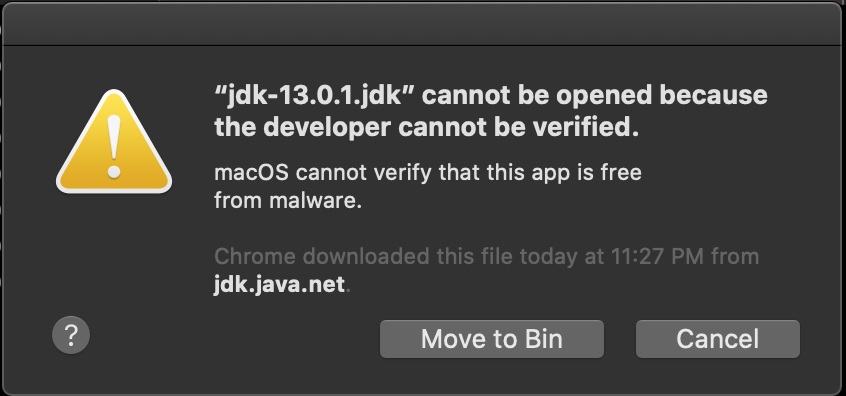 “jdk-13.0.1.jdk” cannot be opened because
the developer cannot be verified.
macOS cannot verify that this app is free
from malware.
Chrome downloaded this file today at 11:27 PM from
jdk.java.net.
?
Move to Bin
Cancel